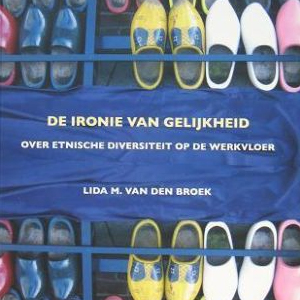 DE IRONIE VAN GELIJKHEID
OVER ETNISCHE DIVERSITEIT OP DE WERKVLOER
LIDA M. VAN DEN BROEK